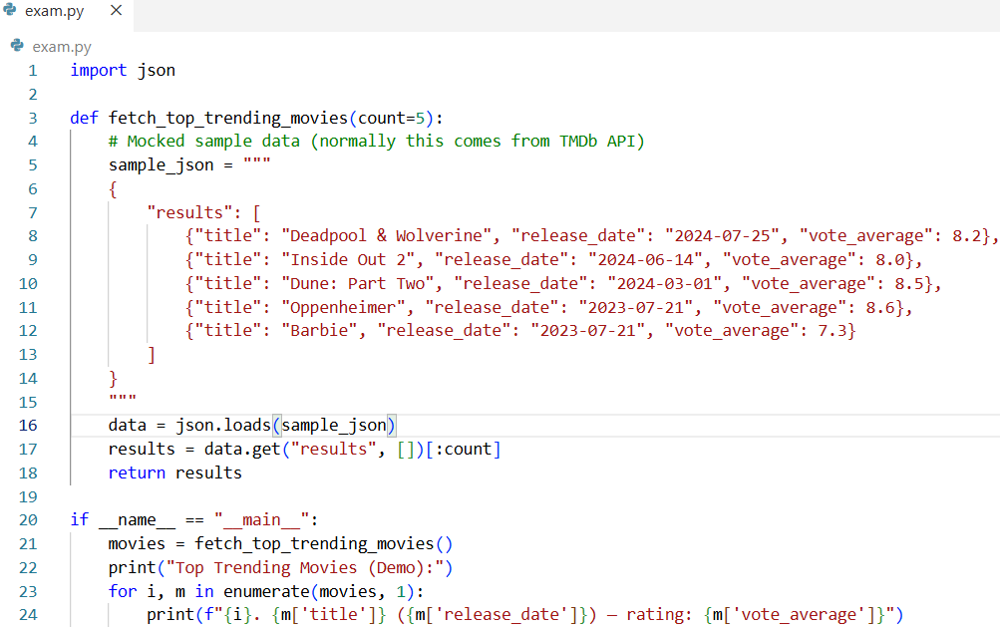 exam.py
exam.py
1 import json
2
3 def fetch_top_trending_movies(count=5):
4     # Mocked sample data (normally this comes from TMDb API)
5     sample_json = """
6     {
7         "results": [
8             {"title": "Deadpool & Wolverine", "release_date": "2024-07-25", "vote_average": 8.2},
9             {"title": "Inside Out 2", "release_date": "2024-06-14", "vote_average": 8.0},
10             {"title": "Dune: Part Two", "release_date": "2024-03-01", "vote_average": 8.5},
11             {"title": "Oppenheimer", "release_date": "2023-07-21", "vote_average": 8.6},
12             {"title": "Barbie", "release_date": "2023-07-21", "vote_average": 7.3}
13         ]
14     }
15     """
16     data = json.loads(sample_json)
17     results = data.get("results", [])[:count]
18     return results
19
20 if __name__ == "__main__":
21     movies = fetch_top_trending_movies()
22     print("Top Trending Movies (Demo):")
23     for i, m in enumerate(movies, 1):
24         print(f"{i}. {m['title']} ({m['release_date']}) — rating: {m['vote_average']}")